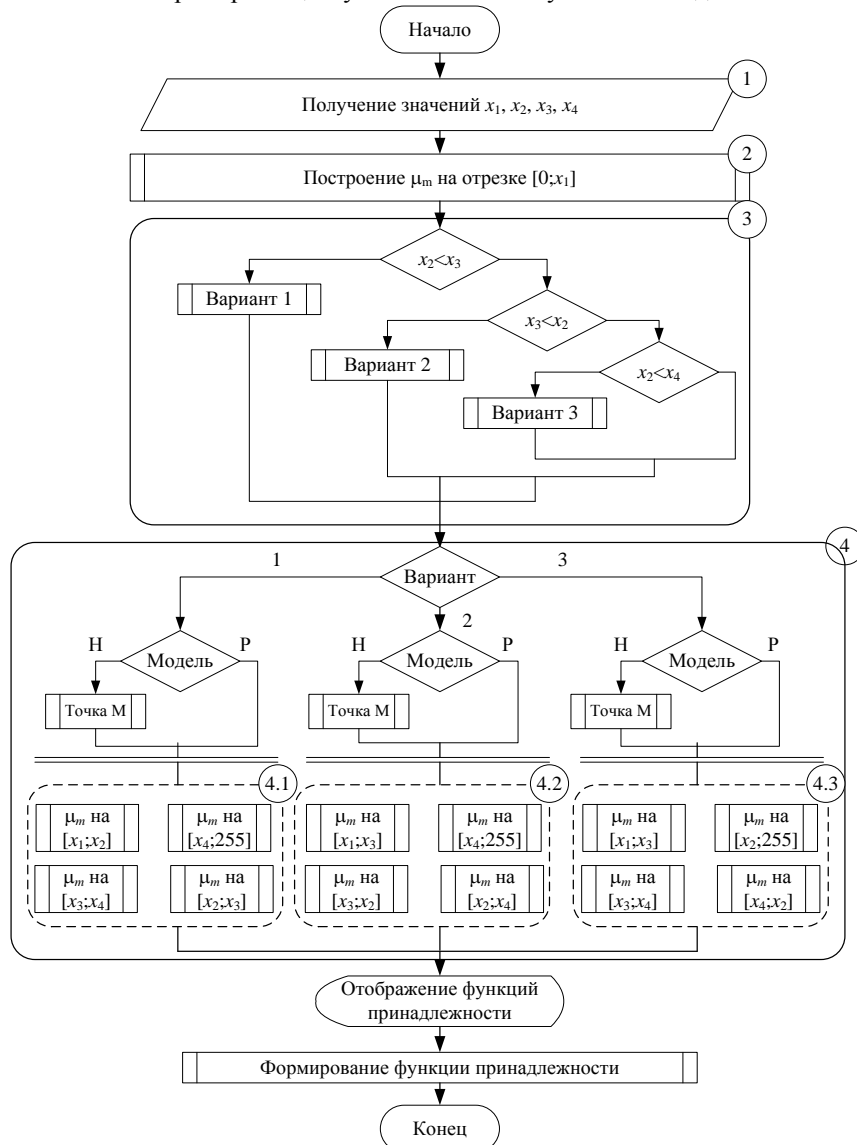 Начало
1
Получение значений x₁, x₂, x₃, x₄
2
Построение μₘ на отрезке [0;x₁]
3
x₂<x₃
Вариант 1
x₃<x₂
Вариант 2
x₂<x₄
Вариант 3
4
1
Вариант
3
2
Н
Модель
Р
Н
Модель
Р
Н
Модель
Р
Точка М
Точка М
Точка М
4.1
4.2
4.3
μₘ на
[x₁;x₂]
μₘ на
[x₄;255]
μₘ на
[x₃;x₄]
μₘ на
[x₂;x₃]
μₘ на
[x₁;x₃]
μₘ на
[x₄;255]
μₘ на
[x₃;x₂]
μₘ на
[x₂;x₄]
μₘ на
[x₁;x₃]
μₘ на
[x₂;255]
μₘ на
[x₃;x₄]
μₘ на
[x₄;x₂]
Отображение функций
принадлежности
Формирование функции принадлежности
Конец